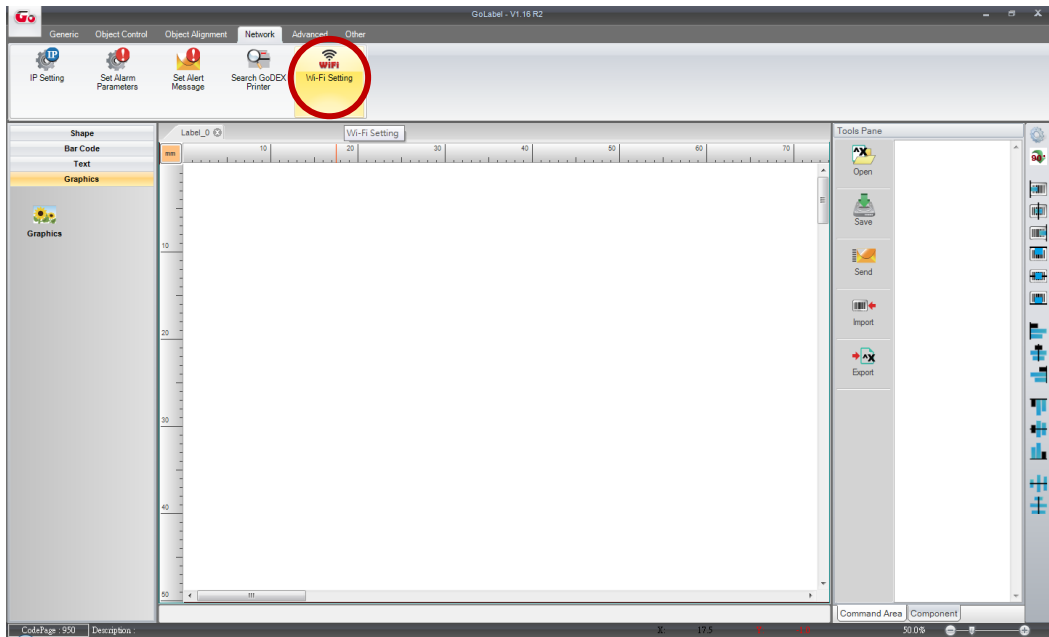 Go
GoLabel - V1.16 R2
Generic Object Control Object Alignment Network Advanced Other
IP
WiFi
IP Setting
Set Alarm Parameters
Set Alert Message
Search GoDEX Printer
Wi-Fi Setting
Shape
Bar Code
Text
Graphics
Graphics
Label_0
Wi-Fi Setting
mm
10 20 30 40 50 60 70
10
20
30
40
50
Tools Pane
Open
Save
Send
Import
Export
90°
Command Area Component
CodePage : 950 Description :
X: 17.5
50.0%